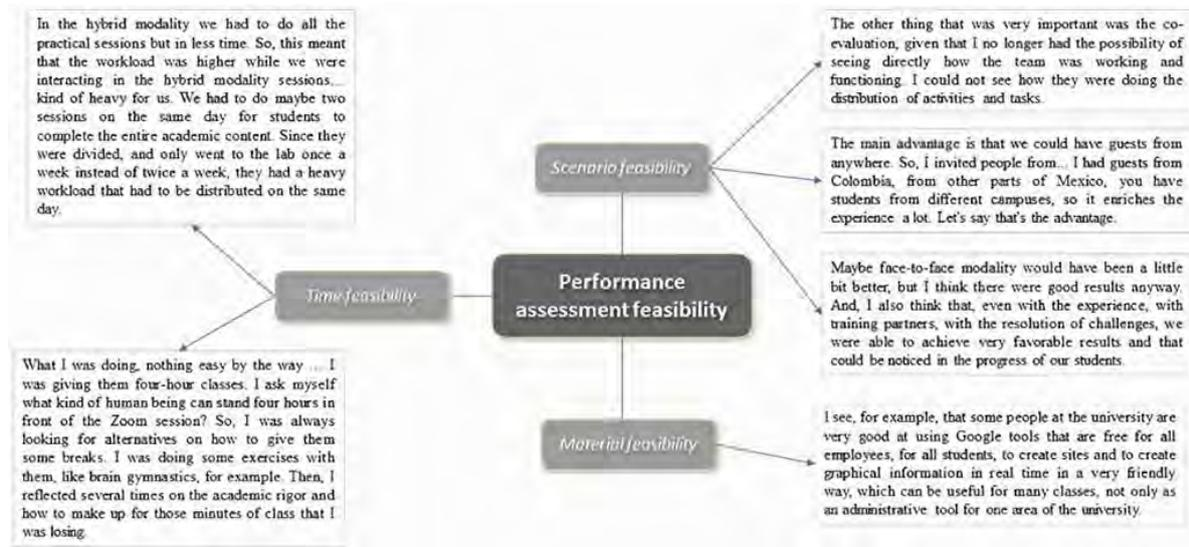 In the hybrid modality we had to do all the
practical sessions but in less time. So, this meant
that the workload was higher while we were
interacting in the hybrid modality sessions...
kind of heavy for us. We had to do maybe two
sessions on the same day for students to
complete the entire academic content. Since they
were divided, and only went to the lab once a
week instead of twice a week, they had a heavy
workload that had to be distributed on the same
day.
What I was doing, nothing easy by the way ... I
was giving them four-hour classes. I ask myself
what kind of human being can stand four hours in
front of the Zoom session? So, I was always
looking for alternatives on how to give them
some breaks. I was doing some exercises with
them, like brain gymnastics, for example. Then, I
reflected several times on the academic rigor and
how to make up for those minutes of class that I
was losing.
Time feasibility
Scenario feasibility
Performance
assessment feasibility
Material feasibility
The other thing that was very important was the co-
evaluation, given that I no longer had the possibility of
seeing directly how the team was working and
functioning. I could not see how they were doing the
distribution of activities and tasks.
The main advantage is that we could have guests from
anywhere. So, I invited people from... I had guests from
Colombia, from other parts of Mexico, you have
students from different campuses, so it enriches the
experience a lot. Let's say that's the advantage.
Maybe face-to-face modality would have been a little
bit better, but I think there were good results anyway.
And, I also think that, even with the experience, with
training partners, with the resolution of challenges, we
were able to achieve very favorable results and that
could be noticed in the progress of our students.
I see, for example, that some people at the university are
very good at using Google tools that are free for all
employees, for all students, to create sites and to create
graphical information in real time in a very friendly
way, which can be useful for many classes, not only as
an administrative tool for one area of the university.